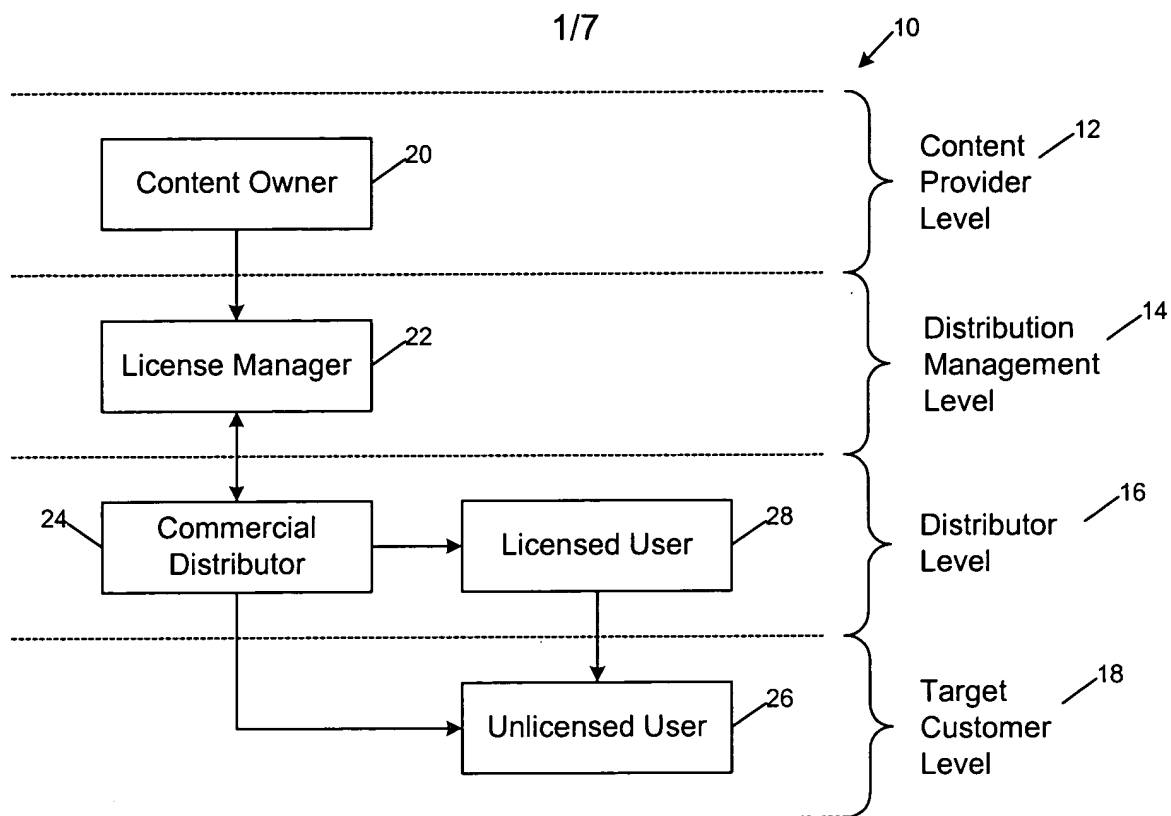 1/7
10
Content Owner
20
Content
Provider
Level
12
License Manager
22
Distribution
Management
Level
14
24
Commercial
Distributor
Licensed User
28
Distributor
Level
16
Unlicensed User
26
Target
Customer
Level
18